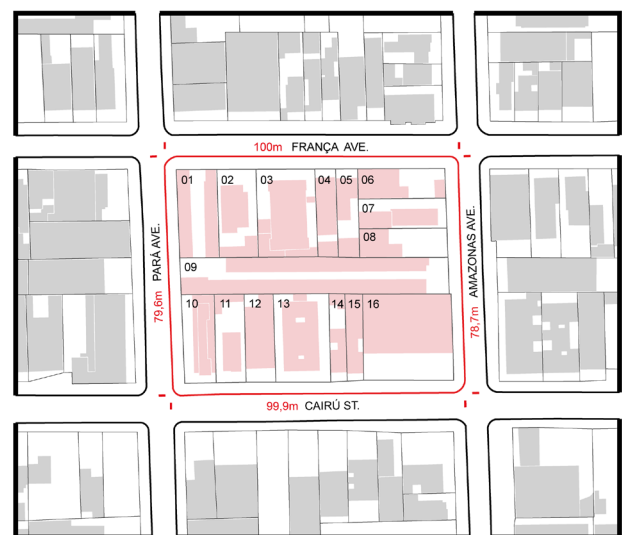 100m FRANÇA AVE.
01 02 03 04 05 06
07
08
09
10 11 12 13 14 15 16
79,6m PARÁ AVE.
78,7m AMAZONAS AVE.
99,9m CAIRÚ ST.